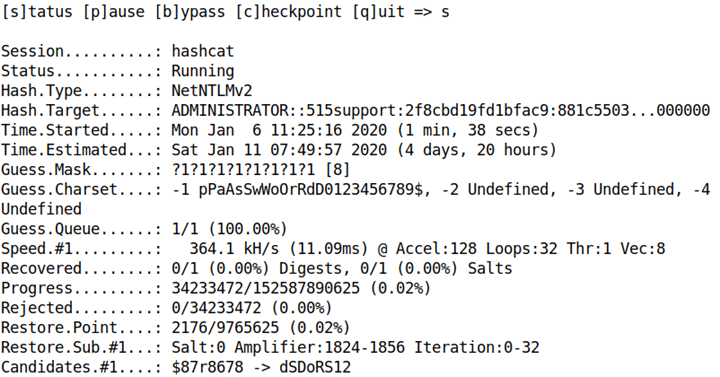 [s]tatus [p]ause [b]ypass [c]heckpoint [q]uit => s
Session..........: hashcat
Status...........: Running
Hash.Type........: NetNTLMv2
Hash.Target......: ADMINISTRATOR::515support:2f8cbd19fd1bfac9:881c5503...000000
Time.Started.....: Mon Jan  6 11:25:16 2020 (1 min, 38 secs)
Time.Estimated...: Sat Jan 11 07:49:57 2020 (4 days, 20 hours)
Guess.Mask.......: ?1?1?1?1?1?1?1?1 [8]
Guess.Charset....: -1 pPaAsSwWoOrRdD0123456789$, -2 Undefined, -3 Undefined, -4
Undefined
Guess.Queue......: 1/1 (100.00%)
Speed.#1.........:   364.1 kH/s (11.09ms) @ Accel:128 Loops:32 Thr:1 Vec:8
Recovered........: 0/1 (0.00%) Digests, 0/1 (0.00%) Salts
Progress.........: 34233472/152587890625 (0.02%)
Rejected.........: 0/34233472 (0.00%)
Restore.Point....: 2176/9765625 (0.02%)
Restore.Sub.#1...: Salt:0 Amplifier:1824-1856 Iteration:0-32
Candidates.#1....: $87r8678 -> dSDoRS12